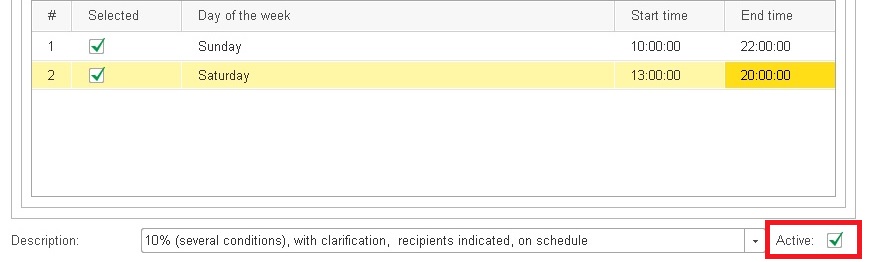 # Selected Day of the week Start time End time
1 Sunday 10:00:00 22:00:00
2 Saturday 13:00:00 20:00:00
Description: 10% (several conditions), with clarification, recipients indicated, on schedule Active: